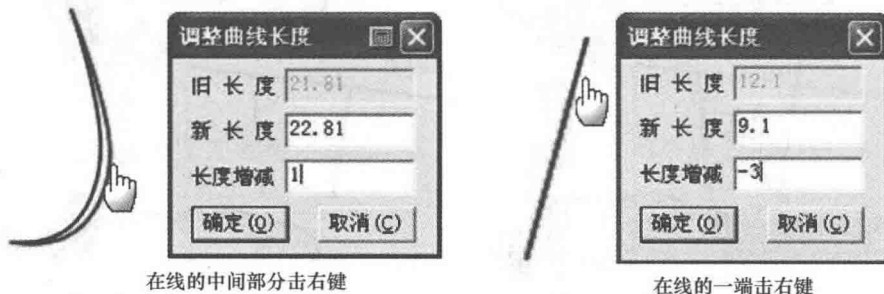 调整曲线长度
旧长度 21.81
新长度 22.81
长度增减 1
确定(O) 取消(C)
在线的中间部分击右键
调整曲线长度
旧长度 12.1
新长度 9.1
长度增减 -3
确定(O) 取消(C)
在线的一端击右键